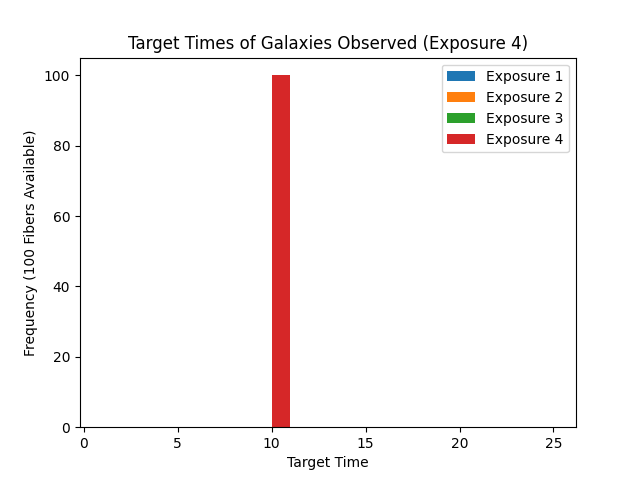 Target Times of Galaxies Observed (Exposure 4)
Exposure 1
Exposure 2
Exposure 3
Exposure 4
Frequency (100 Fibers Available)
100
80
60
40
20
0
0 5 10 15 20 25
Target Time